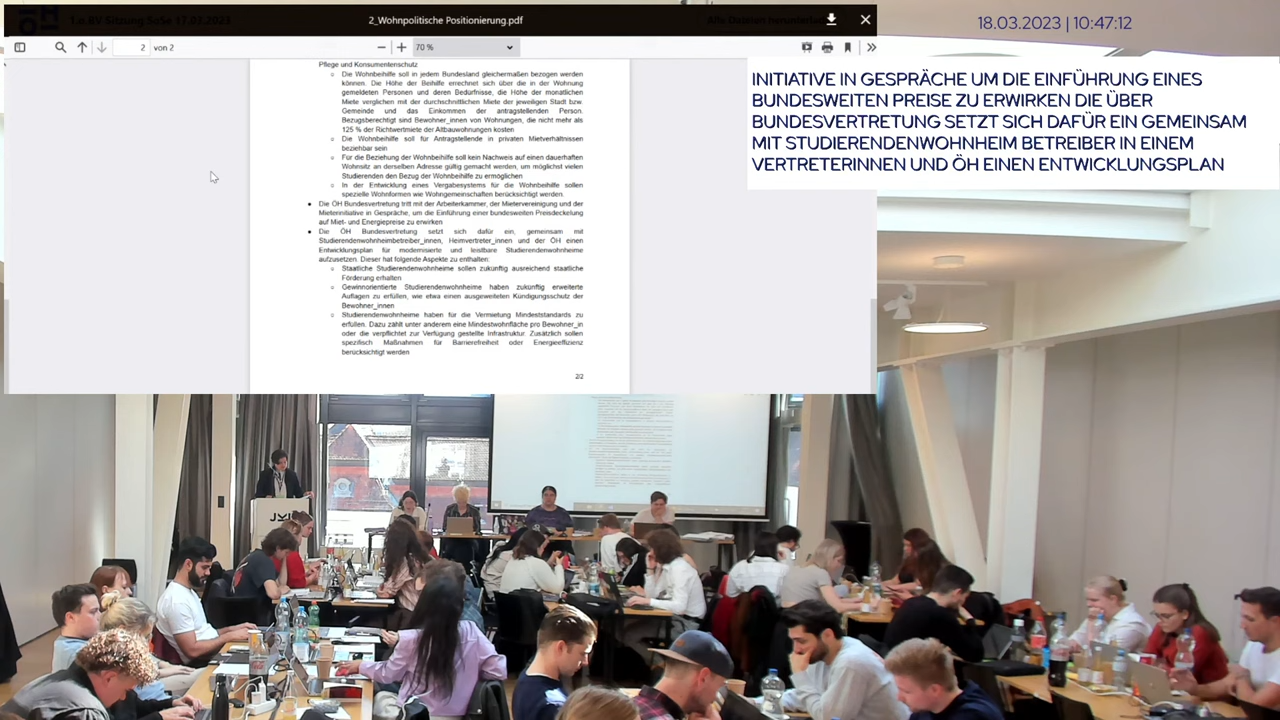 1.o BV Sitzung SoSe 17.03.2023
2_Wohnpolitische Positionierung.pdf
18.03.2023 | 10:47:12
2 von 2
70 %
Pflege und Konsumentenschutz
○ Die Wohnbeihilfe soll in jedem Bundesland gleichermaßen bezogen werden
können. Die Höhe der Beihilfe errechnet sich über die in der Wohnung
gemeldeten Personen und deren Bedürfnisse, die Höhe der monatlichen
Miete verglichen mit der durchschnittlichen Miete der jeweiligen Stadt bzw.
Gemeinde und das Einkommen der antragstellenden Person.
Bezugsberechtigt sind Bewohner_innen von Wohnungen, die nicht mehr als
125 % der Richtwertmiete der Altbauwohnungen kosten
○ Die Wohnbeihilfe soll für Antragstellende in privaten Mietverhältnissen
beziehbar sein
○ Für die Beziehung der Wohnbeihilfe soll kein Nachweis auf einen dauerhaften
Wohnsitz an derselben Adresse gültig gemacht werden, um möglichst vielen
Studierenden den Bezug der Wohnbeihilfe zu ermöglichen
○ In der Entwicklung eines Vergabesystems für die Wohnbeihilfe sollen
spezielle Wohnformen wie Wohngemeinschaften berücksichtigt werden.
● Die ÖH Bundesvertretung tritt mit der Arbeiterkammer, der Mietervereinigung und der
Mieterinitiative in Gespräche, um die Einführung einer bundesweiten Preisdeckelung
auf Miet- und Energiepreise zu erwirken
● Die ÖH Bundesvertretung setzt sich dafür ein, gemeinsam mit
Studierendenwohnheimbetreiber_innen, Heimvertreter_innen und der ÖH einen
Entwicklungsplan für modernisierte und leistbare Studierendenwohnheime
aufzusetzen. Dieser hat folgende Aspekte zu enthalten:
○ Staatliche Studierendenwohnheime sollen zukünftig ausreichend staatliche
Förderung erhalten
○ Gewinnorientierte Studierendenwohnheime haben zukünftig erweiterte
Auflagen zu erfüllen, wie etwa einen ausgeweiteten Kündigungsschutz der
Bewohner_innen
○ Studierendenwohnheime haben für die Vermietung Mindeststandards zu
erfüllen. Dazu zählt unter anderem eine Mindestwohnfläche pro Bewohner_in
oder die verpflichtet zur Verfügung gestellte Infrastruktur. Zusätzlich sollen
spezifisch Maßnahmen für Barrierefreiheit oder Energieeffizienz
berücksichtigt werden
2/2
INITIATIVE IN GESPRÄCHE UM DIE EINFÜHRUNG EINES
BUNDESWEITEN PREISE ZU ERWIRKEN DIE ÜBER
BUNDESVERTRETUNG SETZT SICH DAFÜR EIN GEMEINSAM
MIT STUDIERENDENWOHNHEIM BETREIBER IN EINEM
VERTRETERINNEN UND ÖH EINEN ENTWICKLUNGSPLAN